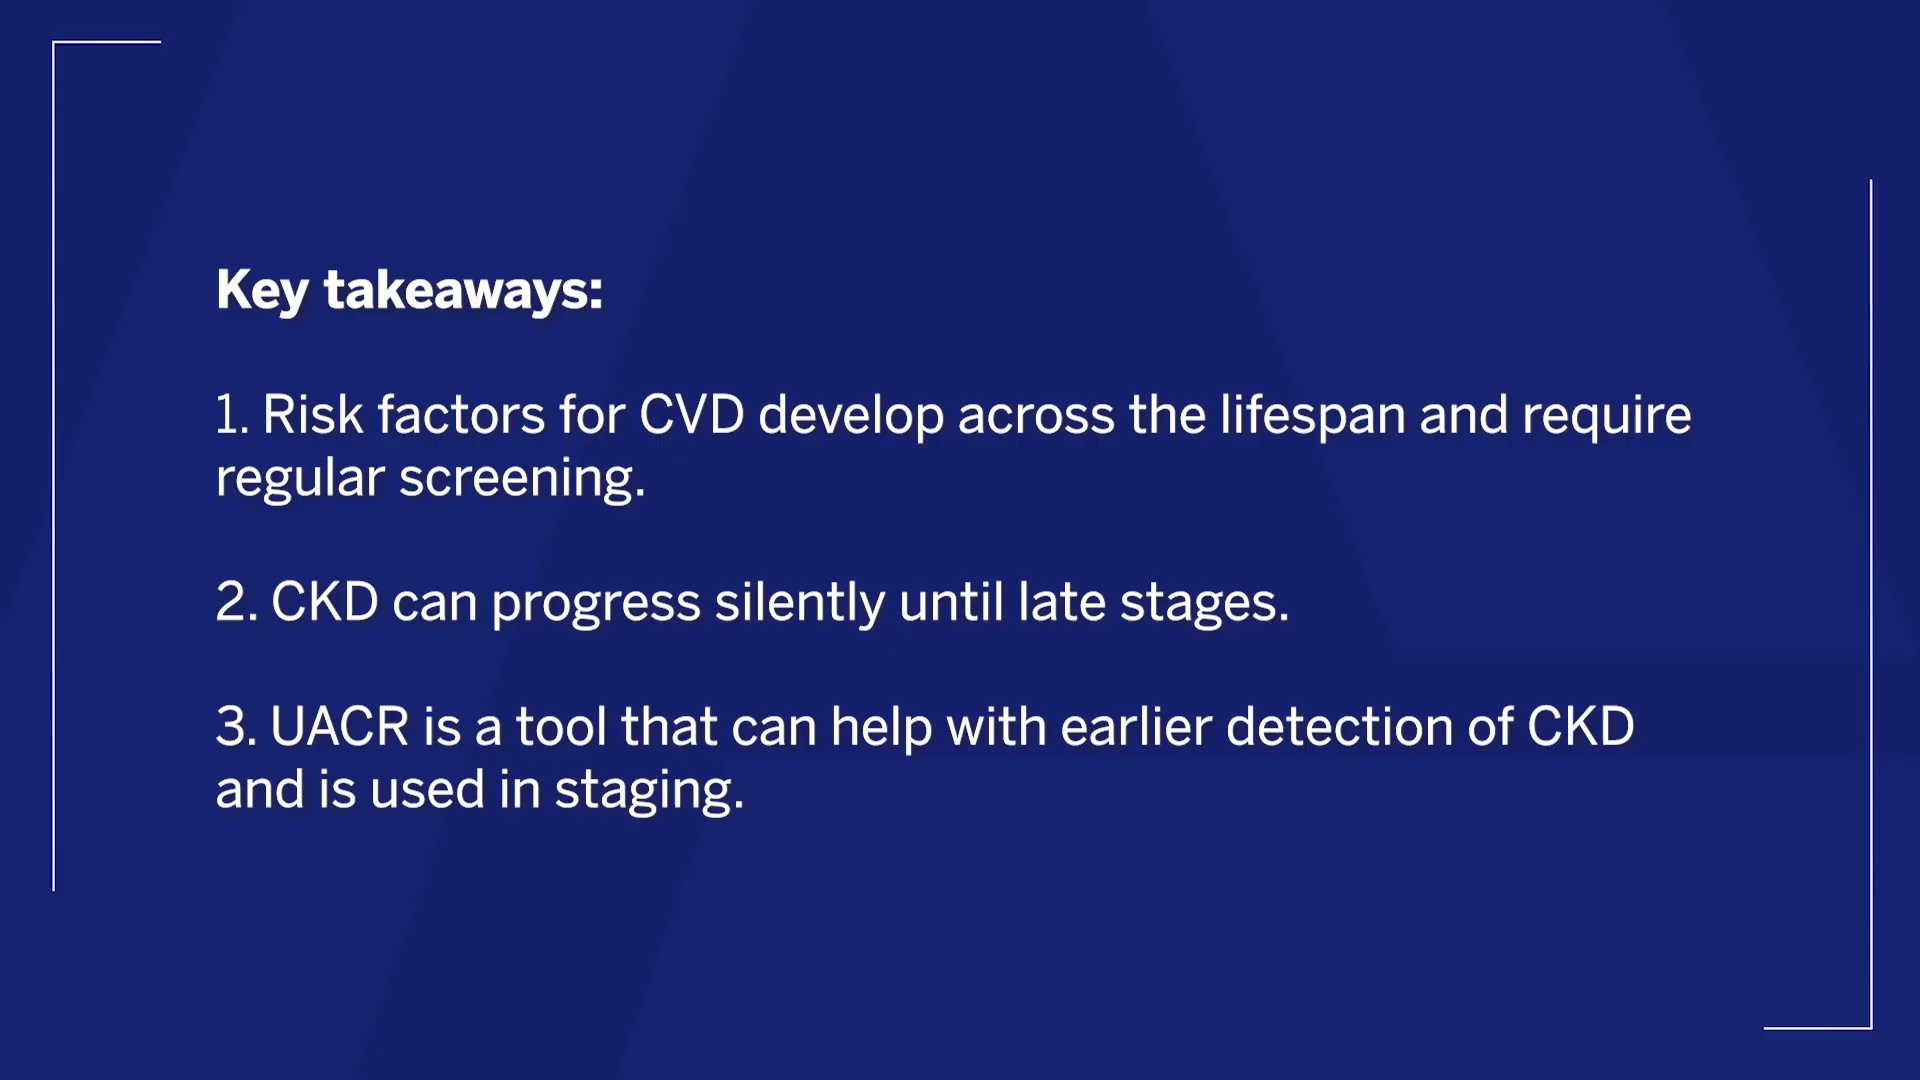 Key takeaways:
1. Risk factors for CVD develop across the lifespan and require
regular screening.
2. CKD can progress silently until late stages.
3. UACR is a tool that can help with earlier detection of CKD
and is used in staging.